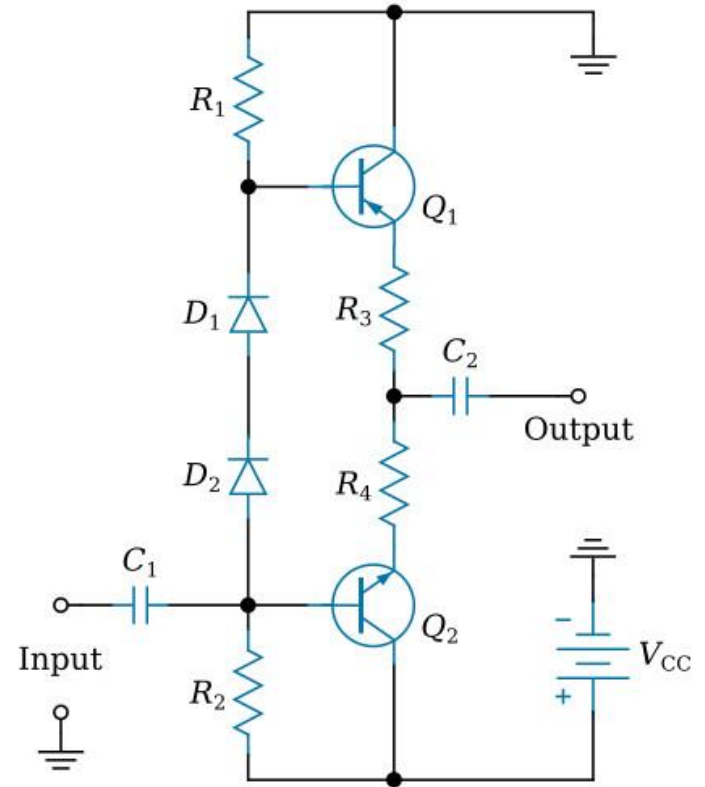 R1
Q1
D1
R3
C2
Output
D2
R4
C1
Input
Q2
R2
−
VCC
+